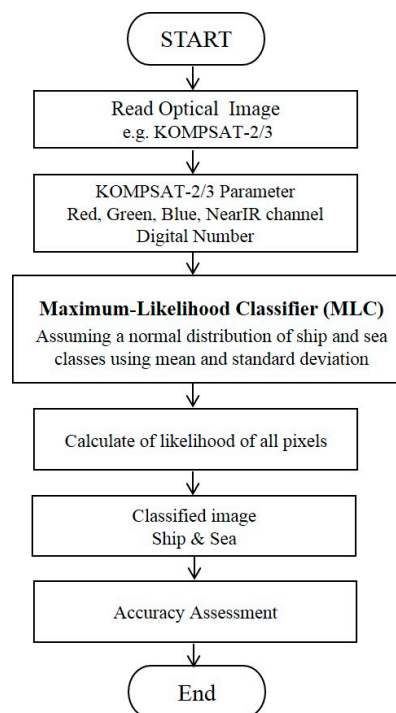 START
Read Optical Image
e.g. KOMPSAT-2/3
KOMPSAT-2/3 Parameter
Red, Green, Blue, NearIR channel
Digital Number
Maximum-Likelihood Classifier (MLC)
Assuming a normal distribution of ship and sea
classes using mean and standard deviation
Calculate of likelihood of all pixels
Classified image
Ship & Sea
Accuracy Assessment
End